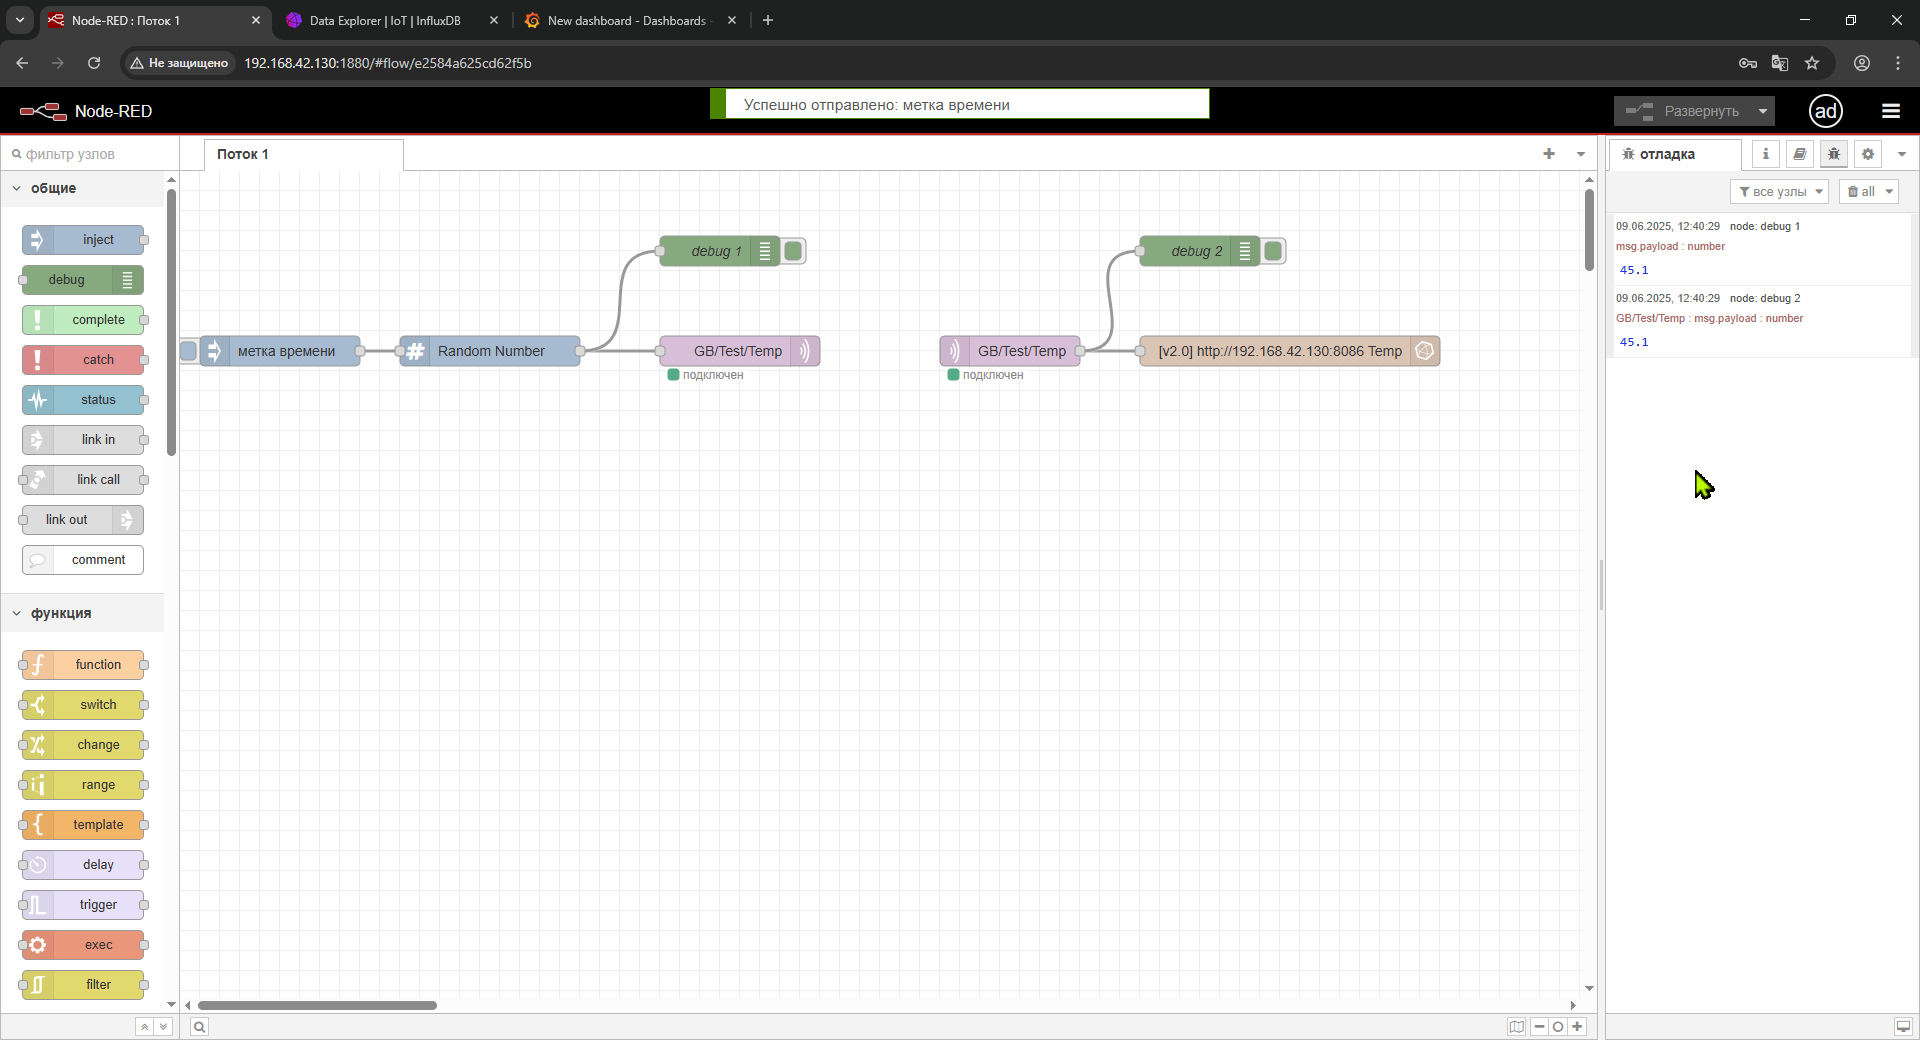 Node-RED : Поток 1
Data Explorer | IoT | InfluxDB
New dashboard - Dashboards -
Не защищено
192.168.42.130:1880/#flow/e2584a625cd62f5b
Node-RED
Успешно отправлено: метка времени
Развернуть
ad
фильтр узлов
Поток 1
отладка
общие
inject
debug
complete
catch
status
link in
link call
link out
comment
функция
function
switch
change
range
template
delay
trigger
exec
filter
debug 1
debug 2
метка времени
Random Number
GB/Test/Temp
подключен
GB/Test/Temp
подключен
[v2.0] http://192.168.42.130:8086 Temp
все узлы
all
09.06.2025, 12:40:29 node: debug 1
msg.payload : number
45.1
09.06.2025, 12:40:29 node: debug 2
GB/Test/Temp : msg.payload : number
45.1